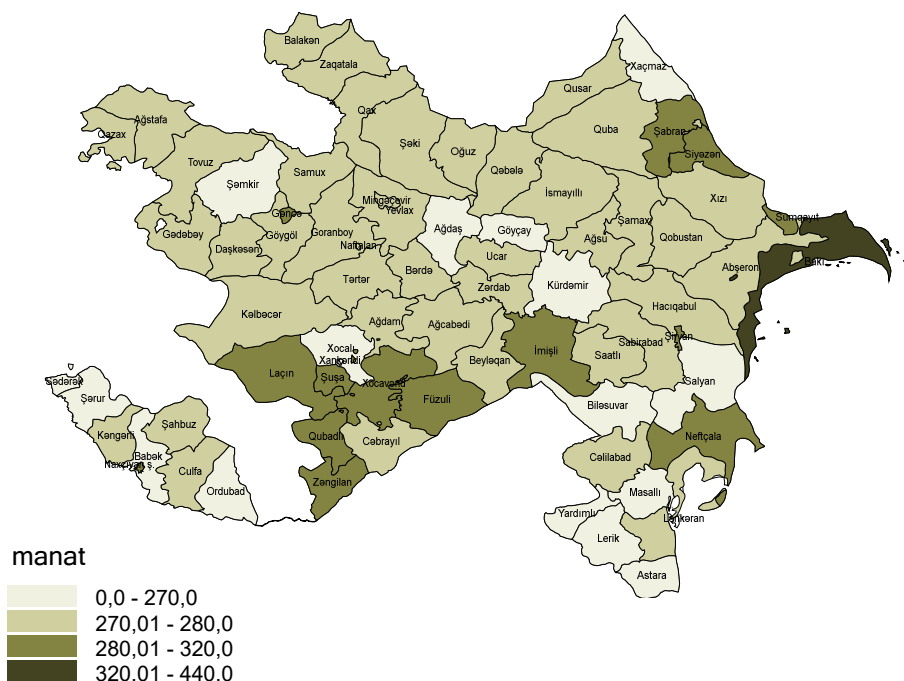 Balakən
Zaqatala
Xaçmaz
Qax
Qusar
Ağstafa
Qazax
Quba
Şabran
Şəki
Oğuz
Siyəzən
Tovuz
Samux
Qəbələ
Şəmkir
İsmayıllı
Xızı
Mingəçevir
Yevlax
Gəncə
Sumqayıt
Gədəbəy
Daşkəsən
Göygöl
Goranboy
Naftalan
Ağdaş
Göyçay
Şamaxı
Ağsu
Qobustan
Ucar
Bakı
Abşeron
Bərdə
Tərtər
Zərdab
Kürdəmir
Kəlbəcər
Hacıqabul
Ağdam
Ağcabədi
Sabirabad
Şirvan
Xocalı
Xankəndi
İmişli
Saatlı
Beyləqan
Laçın
Şuşa
Xocavənd
Salyan
Sədərək
Şərur
Füzuli
Biləsuvar
Şahbuz
Kəngərli
Qubadlı
Cəbrayıl
Neftçala
Babək
Naxçıvan ş.
Culfa
Cəlilabad
Zəngilan
Ordubad
Masallı
Yardımlı
Lənkəran
Lerik
Astara
manat
0,0 - 270,0
270,01 - 280,0
280,01 - 320,0
320,01 - 440,0